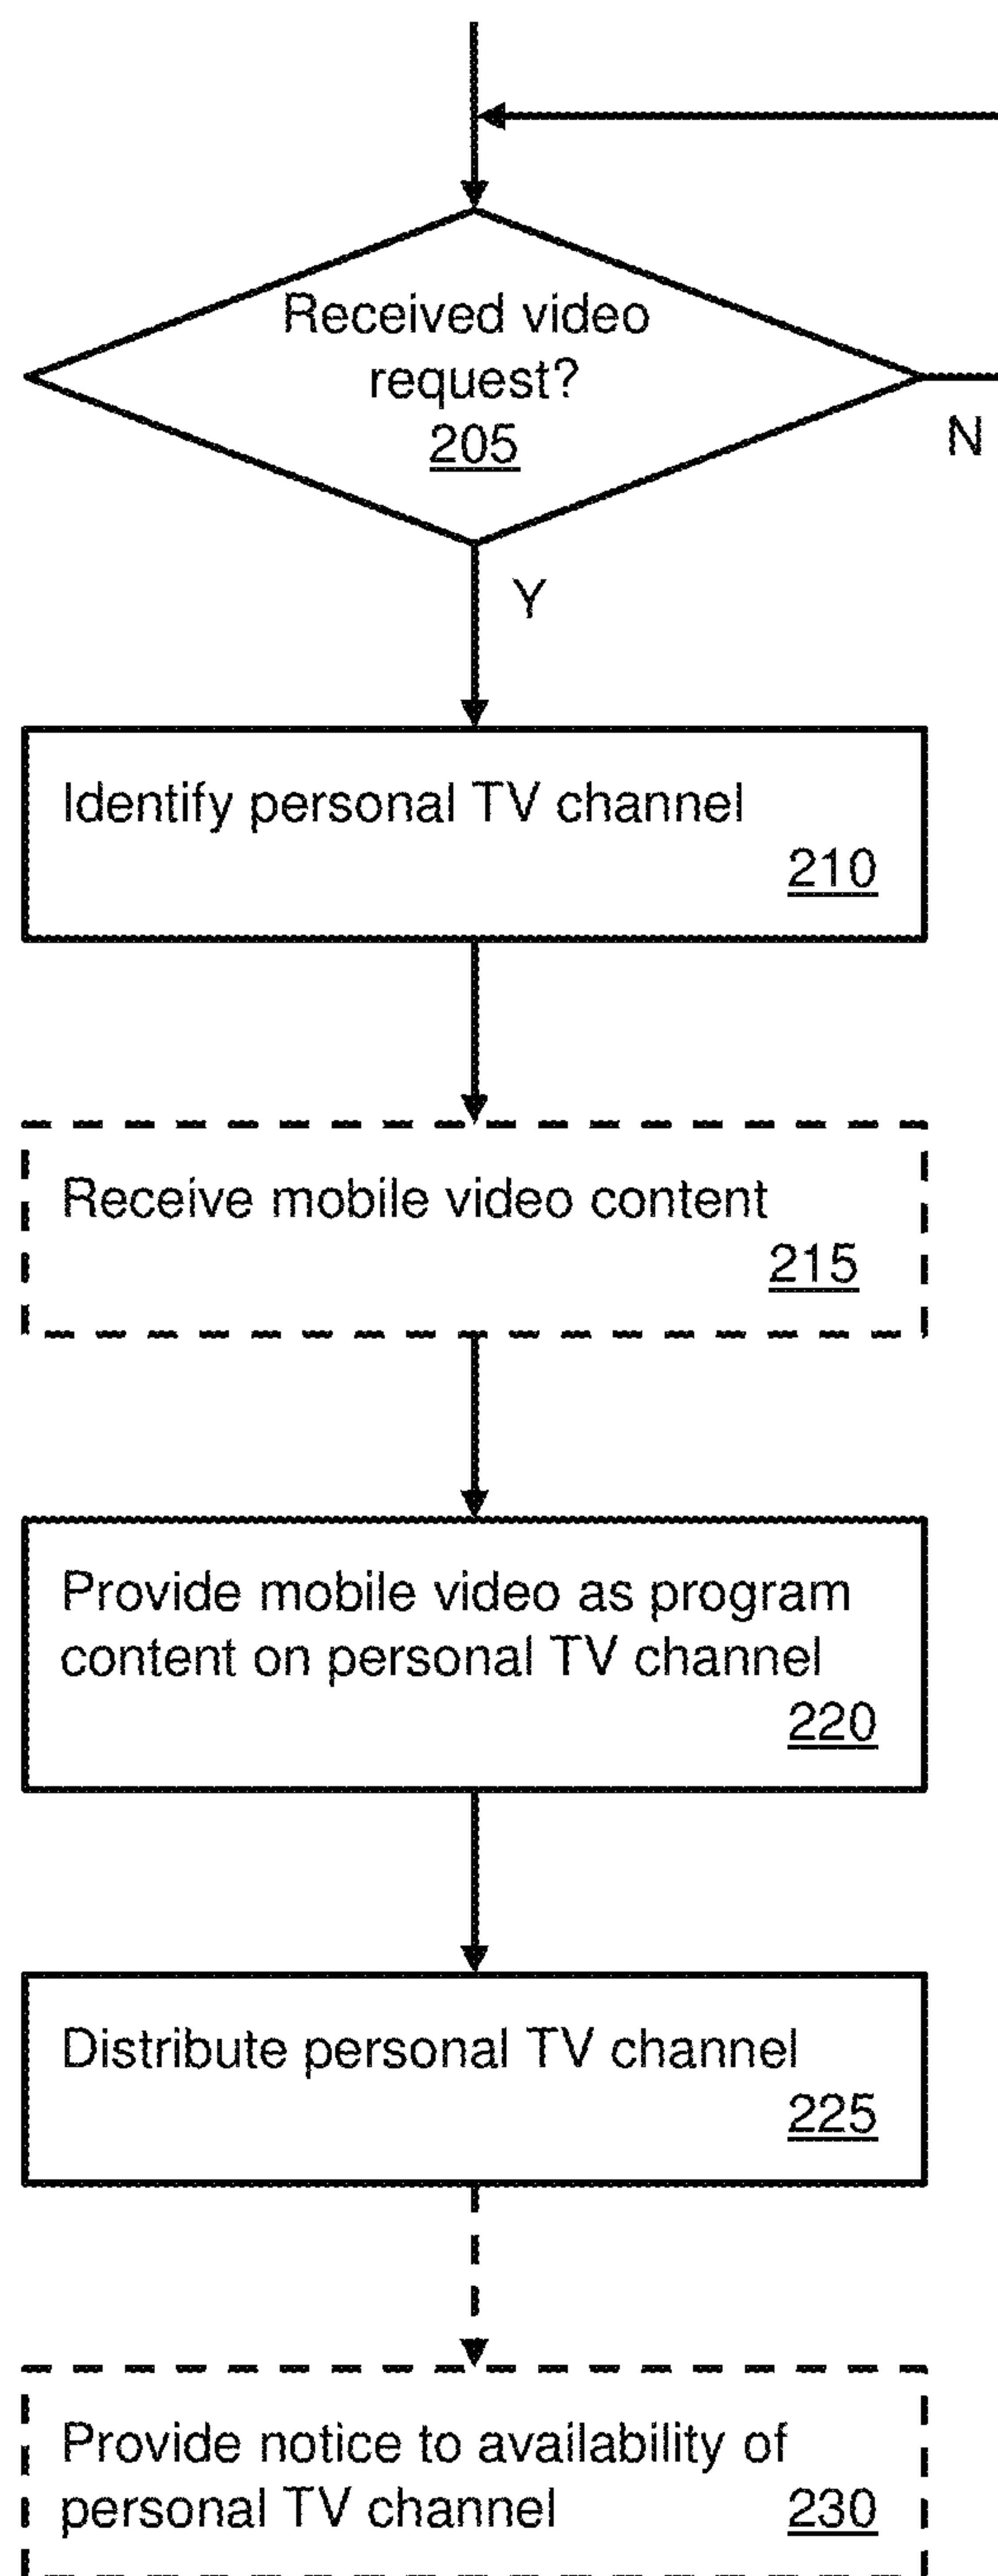 Received video
request?
205
N
Y
Identify personal TV channel
210
Receive mobile video content
215
Provide mobile video as program
content on personal TV channel
220
Distribute personal TV channel
225
Provide notice to availability of
personal TV channel 230